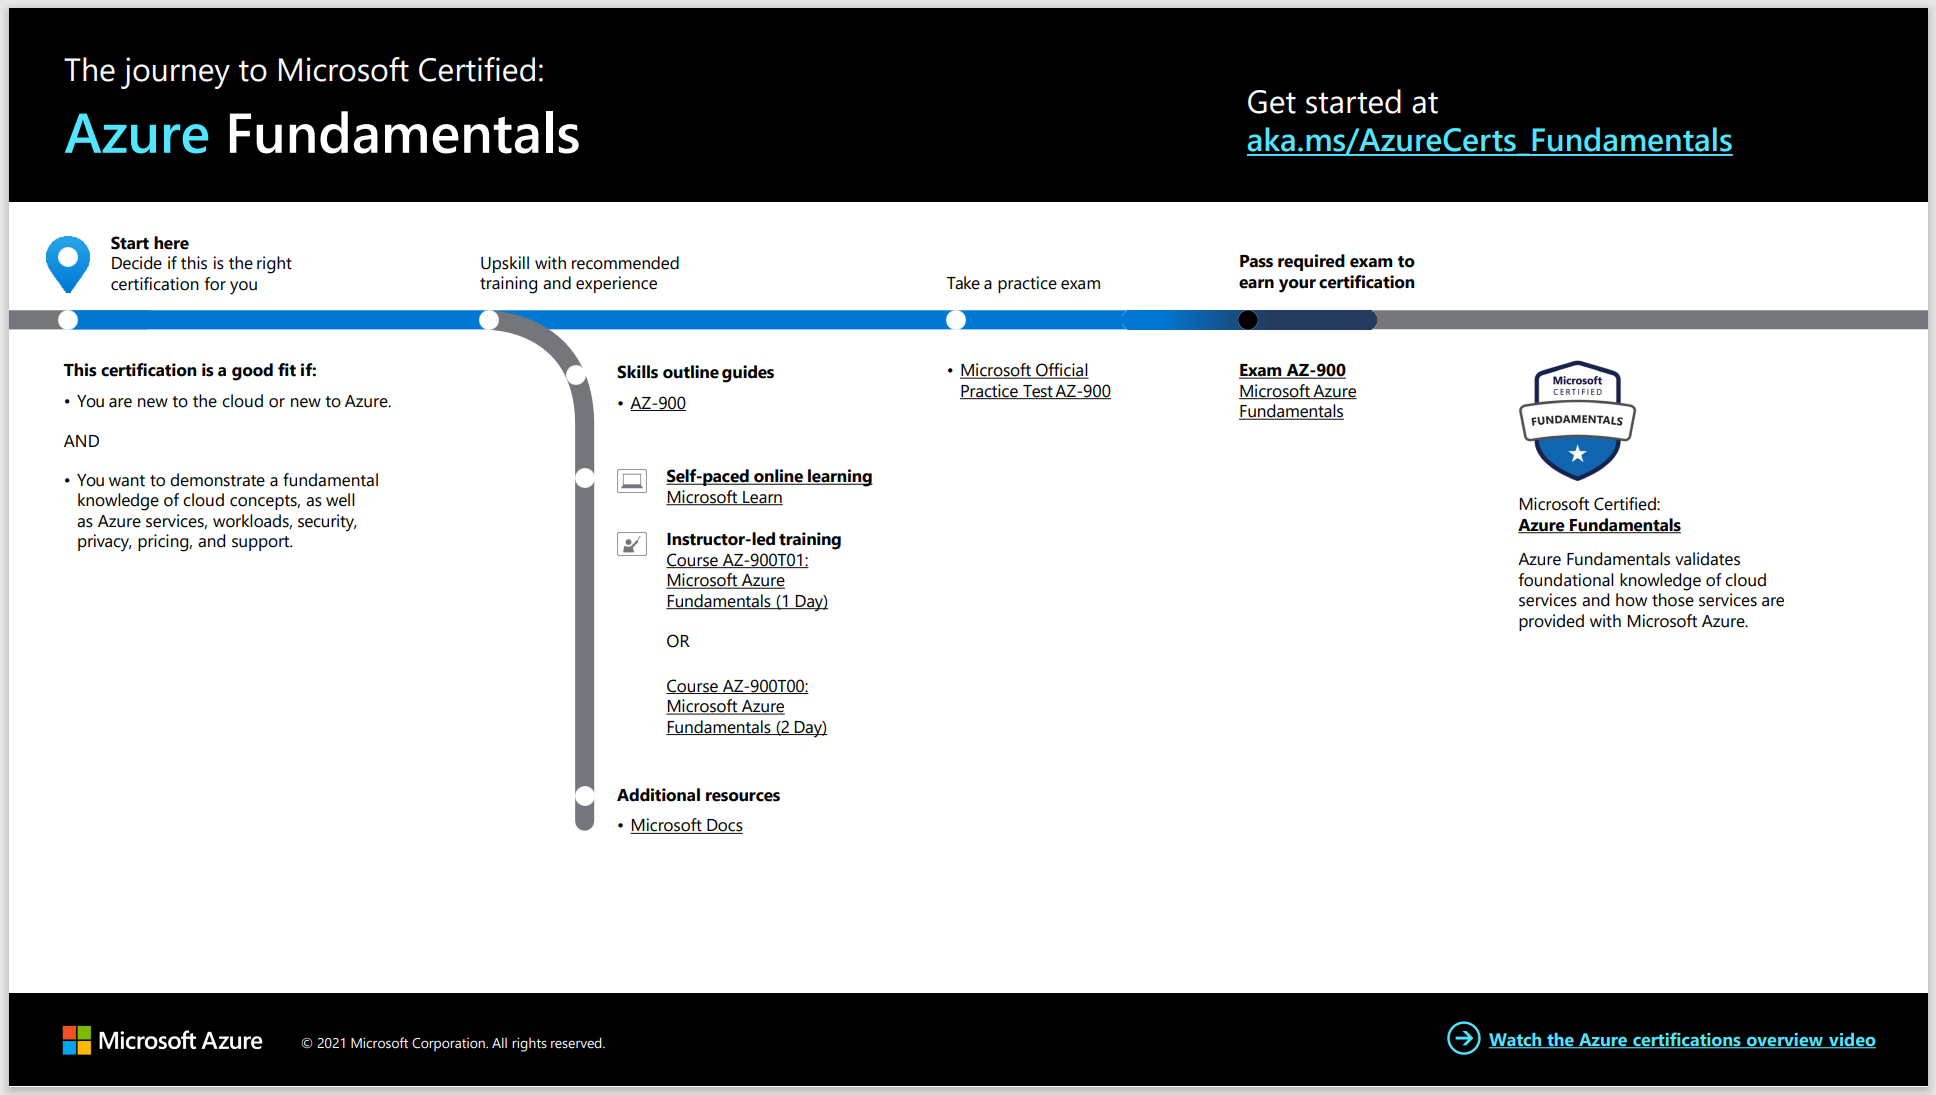 The journey to Microsoft Certified:
Azure Fundamentals
Get started at
aka.ms/AzureCerts_Fundamentals
Start here
Decide if this is the right
certification for you
Upskill with recommended
training and experience
Take a practice exam
Pass required exam to
earn your certification
This certification is a good fit if:
• You are new to the cloud or new to Azure.
AND
• You want to demonstrate a fundamental
knowledge of cloud concepts, as well
as Azure services, workloads, security,
privacy, pricing, and support.
Skills outline guides
• AZ-900
Self-paced online learning
Microsoft Learn
Instructor-led training
Course AZ-900T01:
Microsoft Azure
Fundamentals (1 Day)
OR
Course AZ-900T00:
Microsoft Azure
Fundamentals (2 Day)
Additional resources
• Microsoft Docs
• Microsoft Official
Practice Test AZ-900
Exam AZ-900
Microsoft Azure
Fundamentals
Microsoft
CERTIFIED
FUNDAMENTALS
Microsoft Certified:
Azure Fundamentals
Azure Fundamentals validates
foundational knowledge of cloud
services and how those services are
provided with Microsoft Azure.
Microsoft Azure
© 2021 Microsoft Corporation. All rights reserved.
Watch the Azure certifications overview video